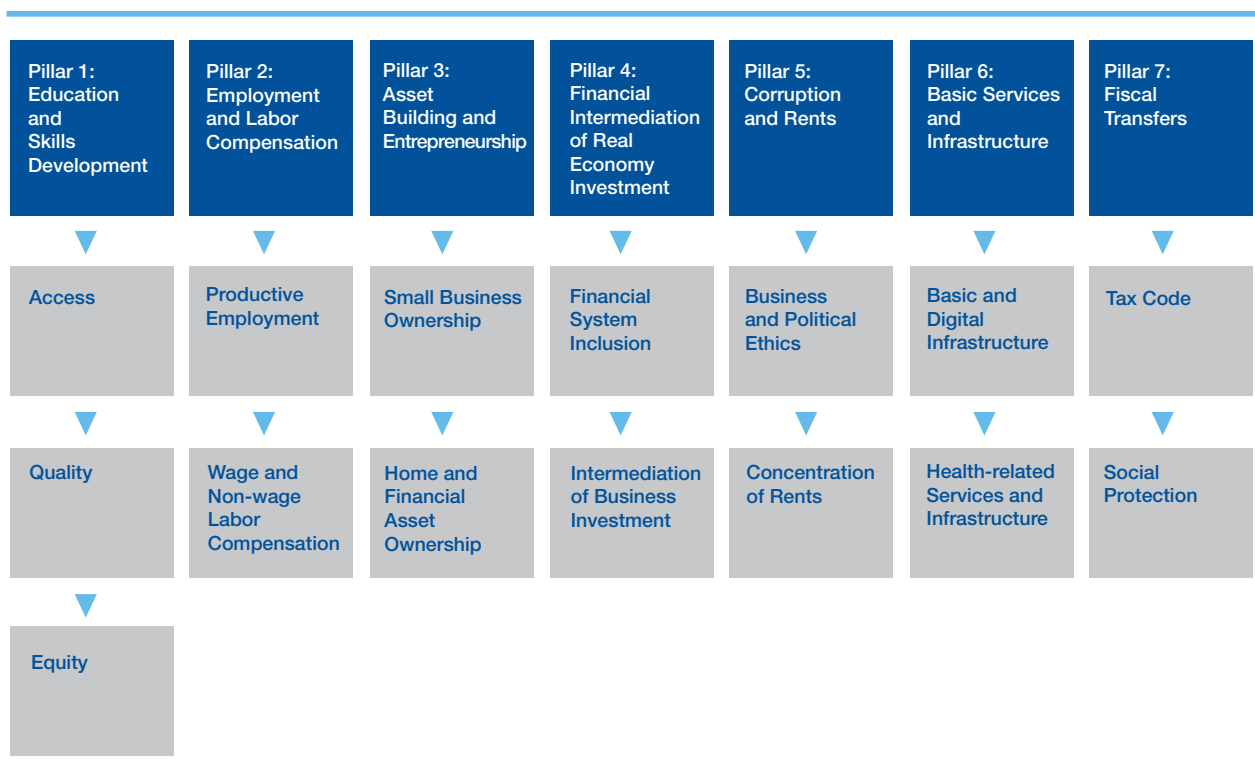 Pillar 1:
Education
and
Skills
Development
Pillar 2:
Employment
and Labor
Compensation
Pillar 3:
Asset
Building and
Entrepreneurship
Pillar 4:
Financial
Intermediation
of Real
Economy
Investment
Pillar 5:
Corruption
and Rents
Pillar 6:
Basic Services
and
Infrastructure
Pillar 7:
Fiscal
Transfers
Access
Productive
Employment
Small Business
Ownership
Financial
System
Inclusion
Business
and Political
Ethics
Basic and
Digital
Infrastructure
Tax Code
Quality
Wage and
Non-wage
Labor
Compensation
Home and
Financial
Asset
Ownership
Intermediation
of Business
Investment
Concentration
of Rents
Health-related
Services and
Infrastructure
Social
Protection
Equity